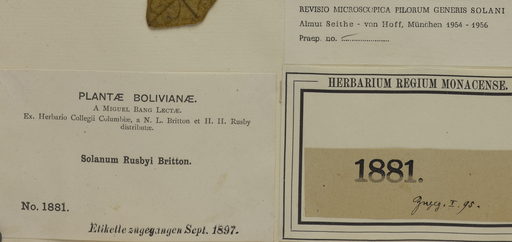 REVISIO MICROSCOPICA PILORUM GENERIS SOLANI
Almut Seithe - von Hoff, München 1954 - 1956
Praep. no.
PLANTÆ BOLIVIANÆ.
A MIGUEL BANG LECTÆ.
Ex. Herbario Collegii Columbiæ, a N. L. Britton et H. H. Rusby
distributæ.
Solanum Rusbyi Britton.
No. 1881.
Etikette zugegangen Sept. 1897.
HERBARIUM REGIUM MONACENSE.
1881.
Zugeg. I. 95.